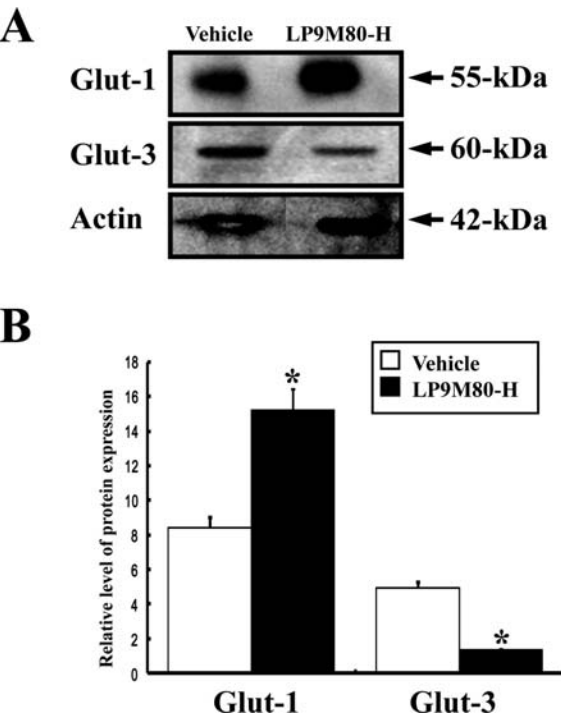 A
Vehicle LP9M80-H
Glut-1 55-kDa
Glut-3 60-kDa
Actin 42-kDa
B
Vehicle
LP9M80-H
Relative level of protein expression
18
16
14
12
10
8
6
4
2
0
*
*
Glut-1 Glut-3